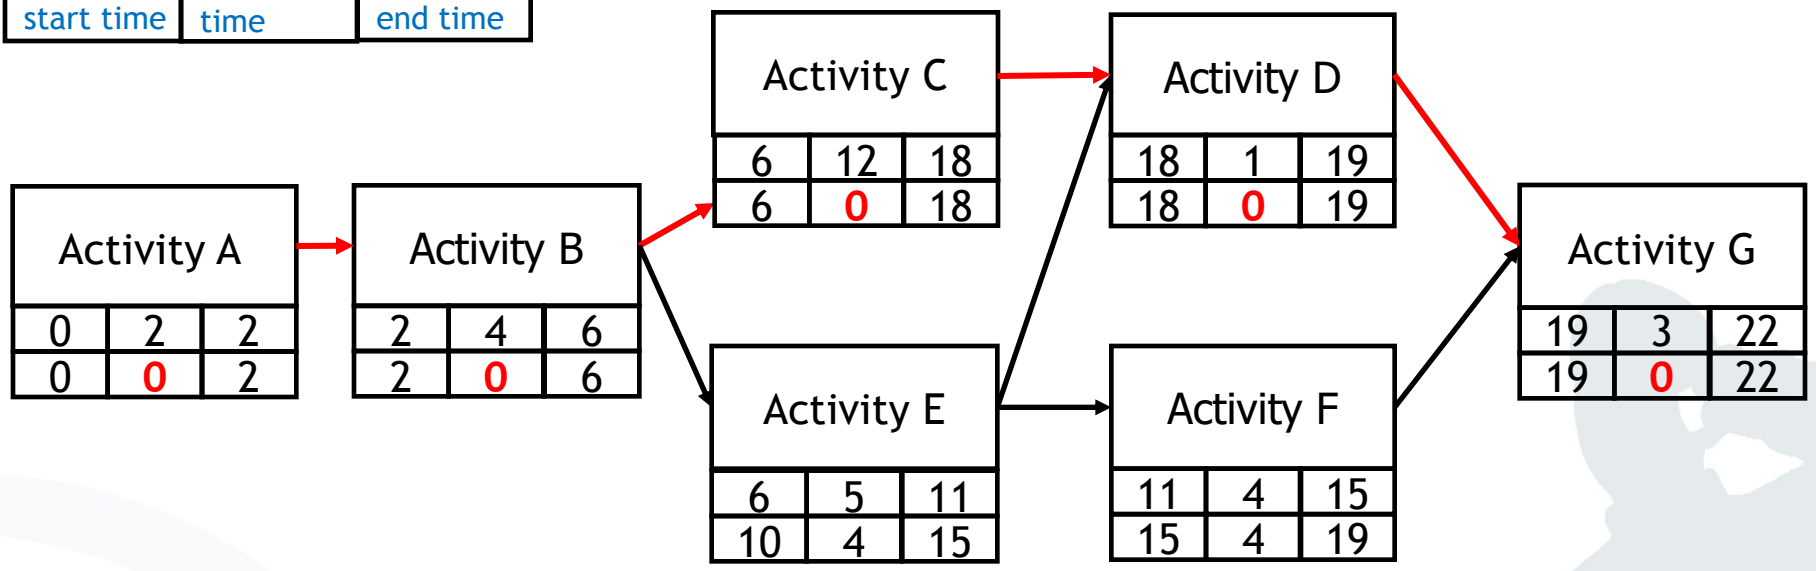 start time time end time
Activity C
6 12 18
6 0 18
Activity D
18 1 19
18 0 19
Activity A
0 2 2
0 0 2
Activity B
2 4 6
2 0 6
Activity G
19 3 22
19 0 22
Activity E
6 5 11
10 4 15
Activity F
11 4 15
15 4 19